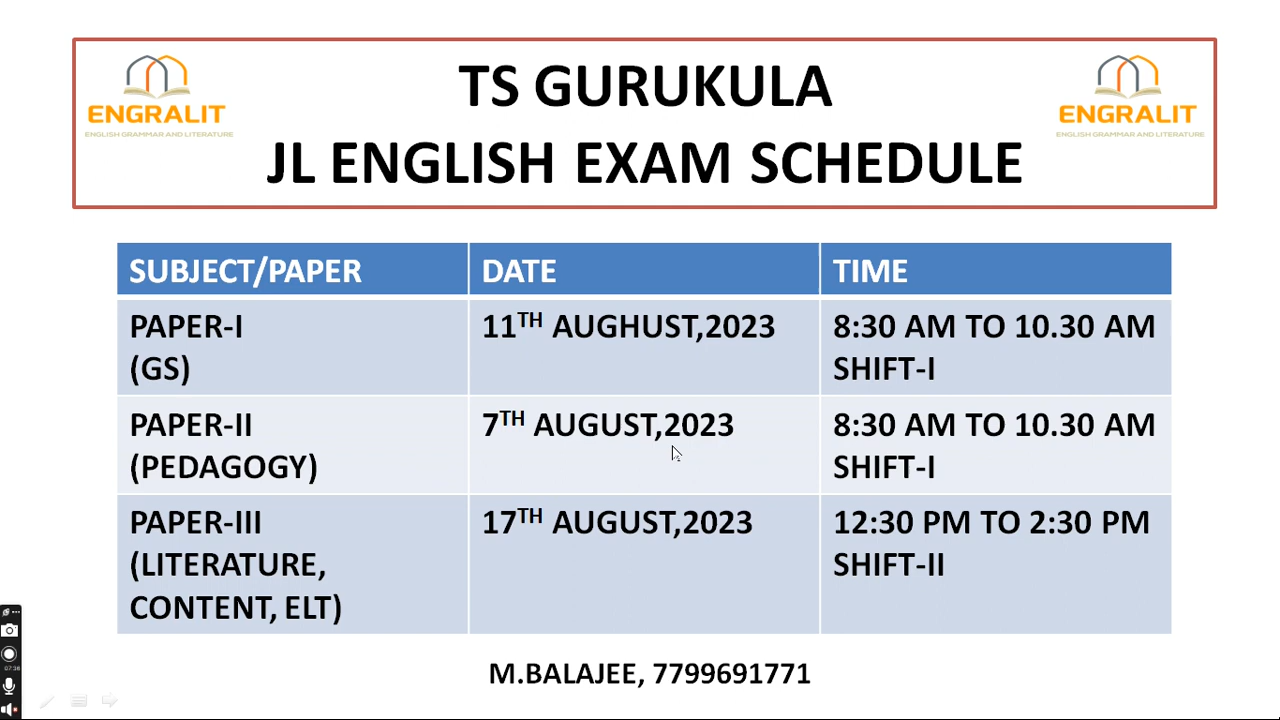 ENGRALIT
ENGLISH GRAMMAR AND LITERATURE
TS GURUKULA
JL ENGLISH EXAM SCHEDULE
ENGRALIT
ENGLISH GRAMMAR AND LITERATURE
SUBJECT/PAPER DATE TIME
PAPER-I 11TH AUGHUST,2023 8:30 AM TO 10.30 AM
(GS) SHIFT-I
PAPER-II 7TH AUGUST,2023 8:30 AM TO 10.30 AM
(PEDAGOGY) SHIFT-I
PAPER-III 17TH AUGUST,2023 12:30 PM TO 2:30 PM
(LITERATURE, SHIFT-II
CONTENT, ELT)
M.BALAJEE, 7799691771
07:36